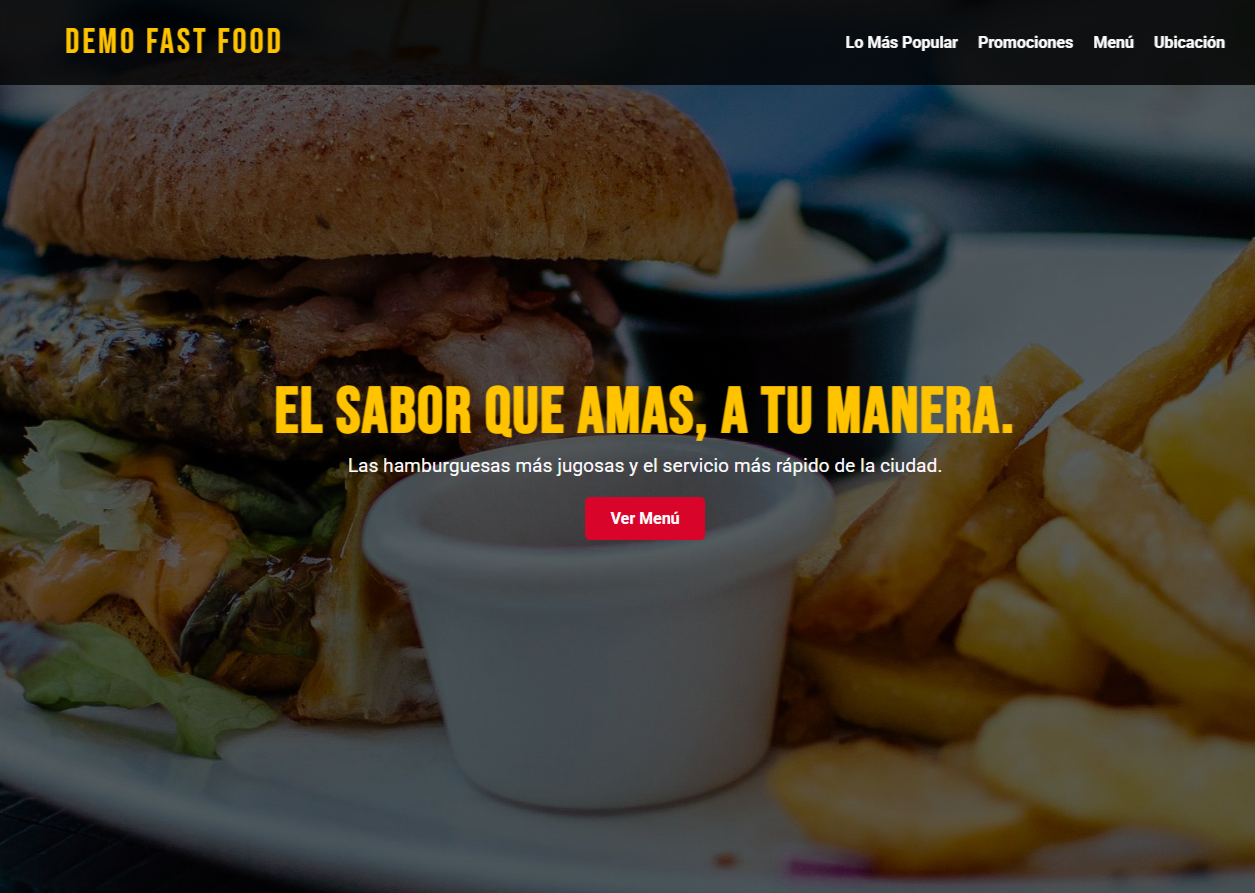 DEMO FAST FOOD
Lo Más Popular Promociones Menú Ubicación
EL SABOR QUE AMAS, A TU MANERA.
Las hamburguesas más jugosas y el servicio más rápido de la ciudad.
Ver Menú